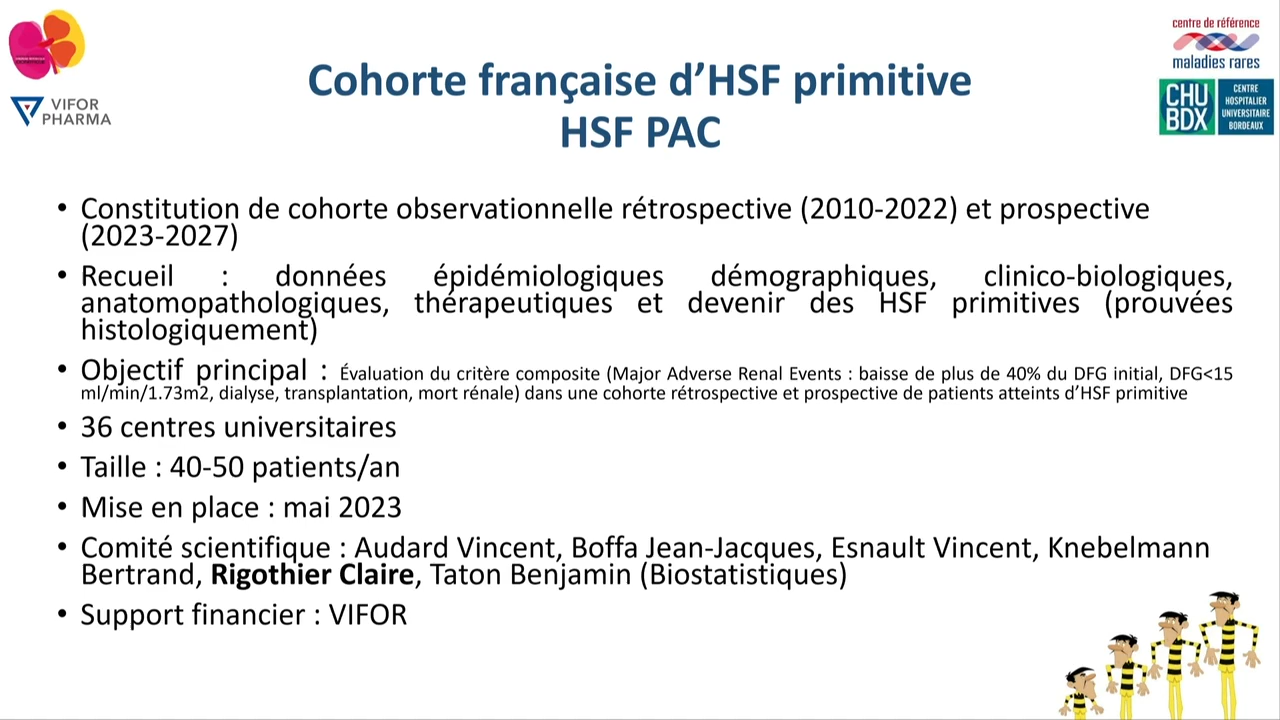 VIFOR
PHARMA
centre de référence
maladies rares
CHU
BDX
CENTRE
HOSPITALIER
UNIVERSITAIRE
BORDEAUX
Cohorte française d’HSF primitive
HSF PAC
• Constitution de cohorte observationnelle rétrospective (2010-2022) et prospective
(2023-2027)
• Recueil : données épidémiologiques démographiques, clinico-biologiques,
anatomopathologiques, thérapeutiques et devenir des HSF primitives (prouvées
histologiquement)
• Objectif principal : Évaluation du critère composite (Major Adverse Renal Events : baisse de plus de 40% du DFG initial, DFG<15
ml/min/1.73m2, dialyse, transplantation, mort rénale) dans une cohorte rétrospective et prospective de patients atteints d’HSF primitive
• 36 centres universitaires
• Taille : 40-50 patients/an
• Mise en place : mai 2023
• Comité scientifique : Audard Vincent, Boffa Jean-Jacques, Esnault Vincent, Knebelmann
Bertrand, Rigothier Claire, Taton Benjamin (Biostatistiques)
• Support financier : VIFOR